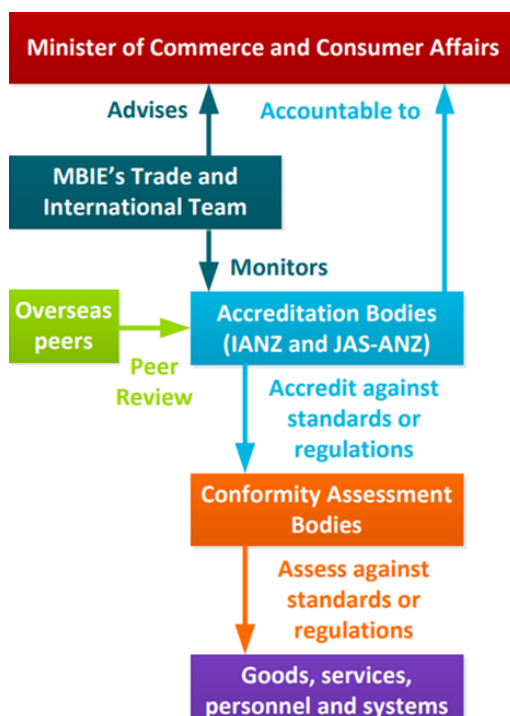 Minister of Commerce and Consumer Affairs
Advises
Accountable to
MBIE's Trade and
International Team
Monitors
Overseas
peers
Accreditation Bodies
(IANZ and JAS-ANZ)
Peer
Review
Accredit against
standards or
regulations
Conformity Assessment
Bodies
Assess against
standards or
regulations
Goods, services,
personnel and systems